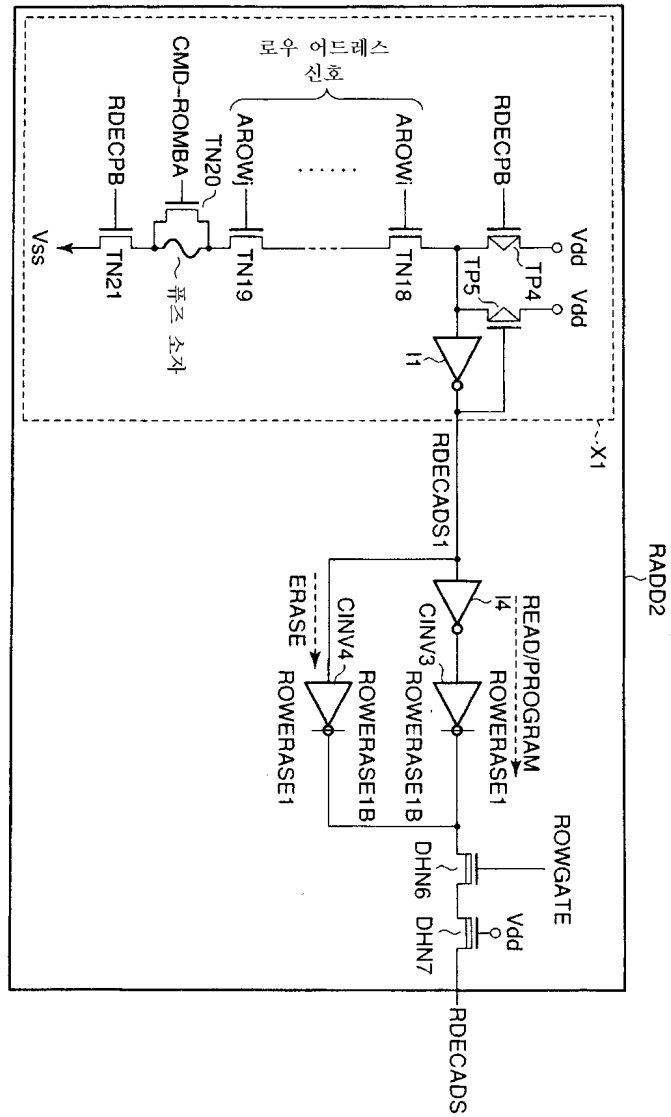 RADD2
X1
로우 어드레스
신호
CMD-ROMBA
RDECPB
TN20
AROWj
......
AROWi
RDECPB
Vdd
TP4
Vdd
TP5
Vss
TN21
퓨즈 소자
TN19
TN18
I1
RDECADS1
READ/PROGRAM
I4
ROWERASE1
CINV3
ROWERASE1B
ERASE
CINV4
ROWERASE1B
ROWERASE1
ROWGATE
DHN6
Vdd
DHN7
RDECADS